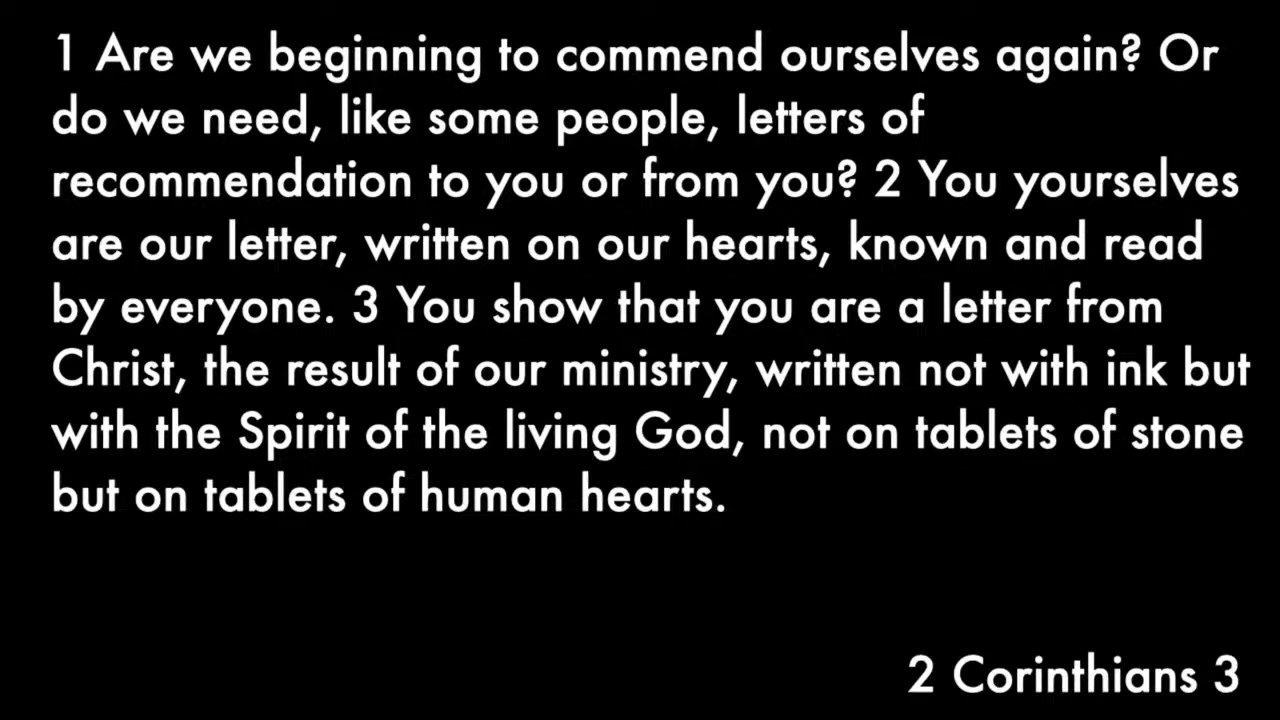 1 Are we beginning to commend ourselves again? Or
do we need, like some people, letters of
recommendation to you or from you? 2 You yourselves
are our letter, written on our hearts, known and read
by everyone. 3 You show that you are a letter from
Christ, the result of our ministry, written not with ink but
with the Spirit of the living God, not on tablets of stone
but on tablets of human hearts.
2 Corinthians 3